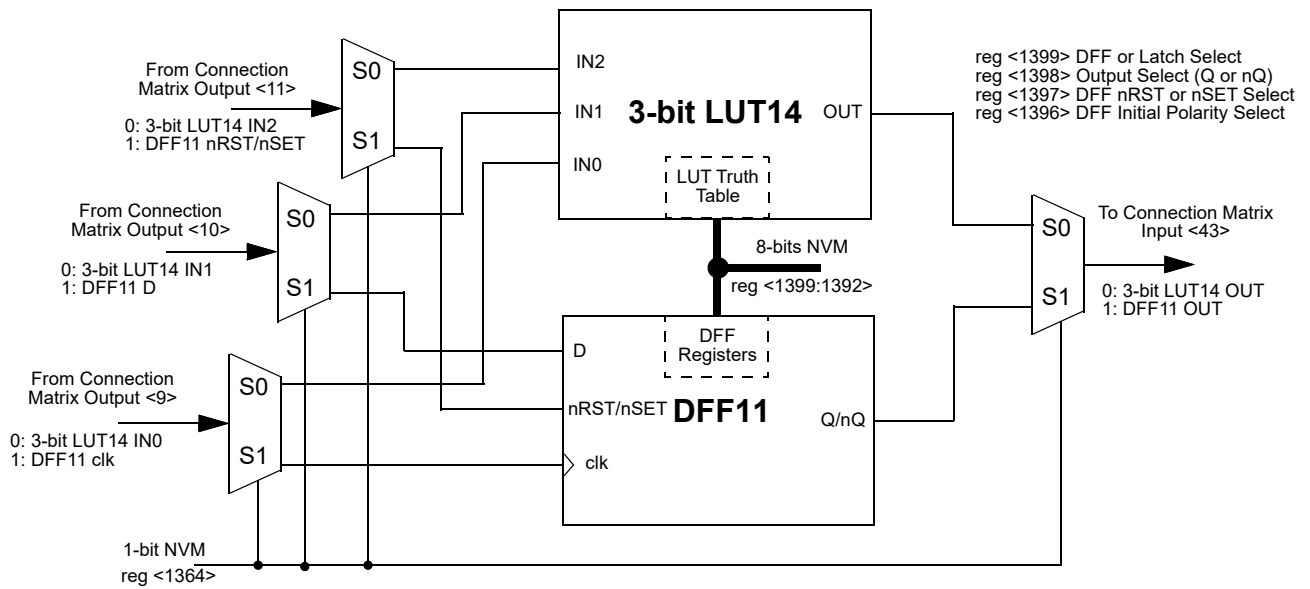 From Connection
Matrix Output <11>
0: 3-bit LUT14 IN2
1: DFF11 nRST/nSET
S0
S1
From Connection
Matrix Output <10>
0: 3-bit LUT14 IN1
1: DFF11 D
S0
S1
From Connection
Matrix Output <9>
0: 3-bit LUT14 IN0
1: DFF11 clk
S0
S1
1-bit NVM
reg <1364>
IN2
IN1
IN0
3-bit LUT14
OUT
LUT Truth
Table
8-bits NVM
reg <1399:1392>
DFF
Registers
D
nRST/nSET
DFF11
Q/nQ
clk
reg <1399> DFF or Latch Select
reg <1398> Output Select (Q or nQ)
reg <1397> DFF nRST or nSET Select
reg <1396> DFF Initial Polarity Select
S0
S1
To Connection Matrix
Input <43>
0: 3-bit LUT14 OUT
1: DFF11 OUT